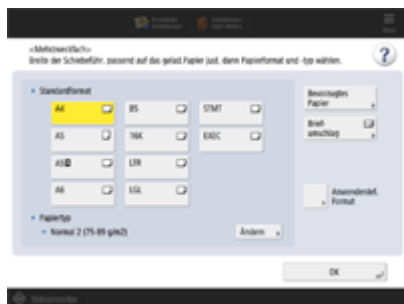 <Mehrzweckfach>
Breite der Schiebeführ. passend auf das gelad.Papier just. dann Papierformat und -typ wählen.
?
Standardformat
A4 B5 STMT
A5 16K EXEC
A5 LTR
A6 LGL
Bevorzugtes
Papier
Brief-
umschlag
Anwenderdef.
Format
Papiertyp
Normal 2 (75-89 g/m2)
Ändern
OK
Statusmonitor